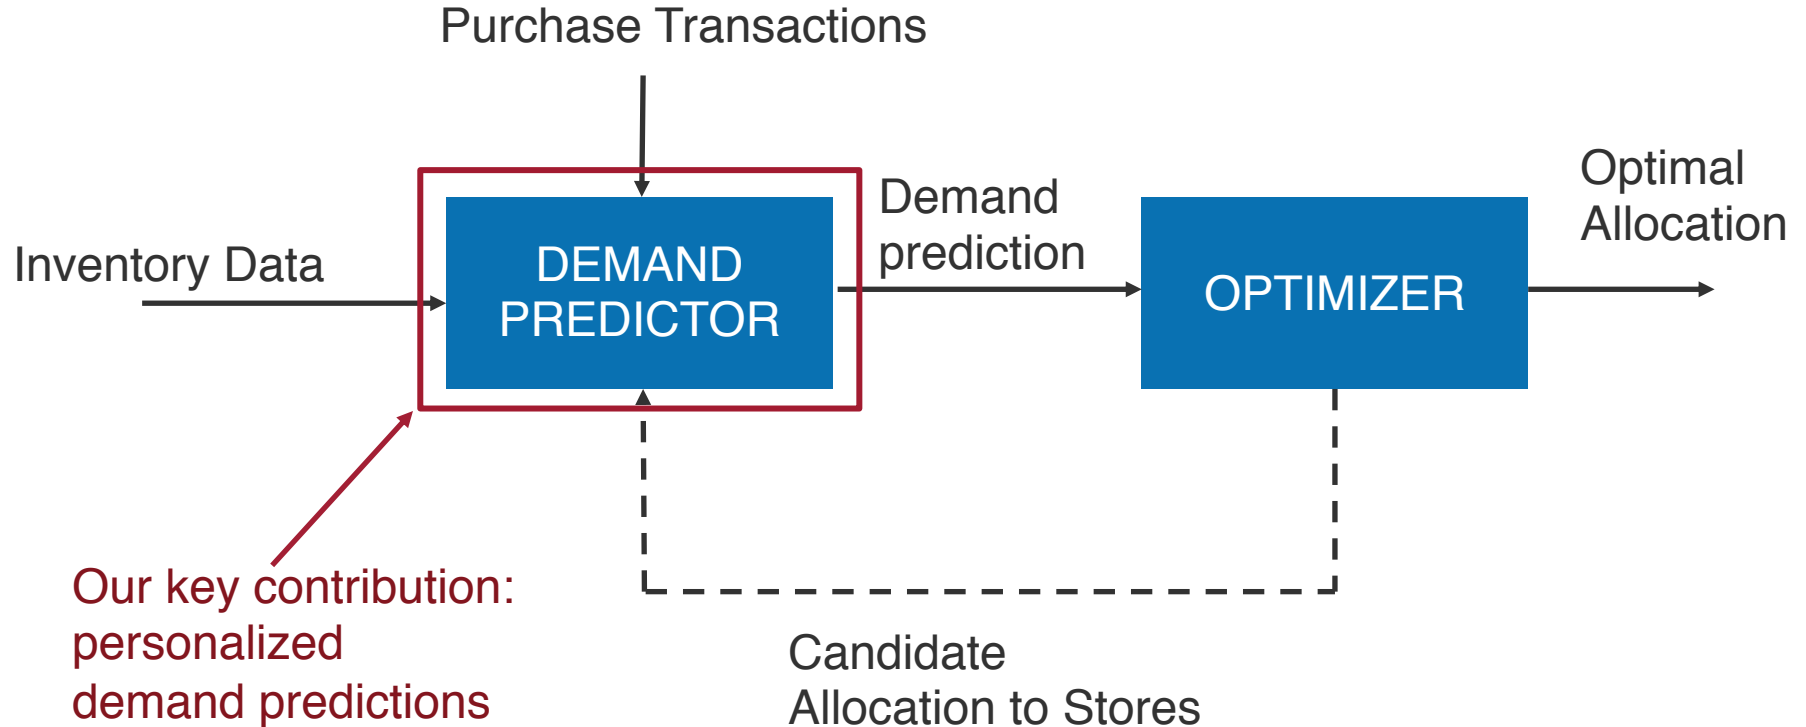 Purchase Transactions
Inventory Data
DEMAND
PREDICTOR
Demand
prediction
OPTIMIZER
Optimal
Allocation
Our key contribution:
personalized
demand predictions
Candidate
Allocation to Stores